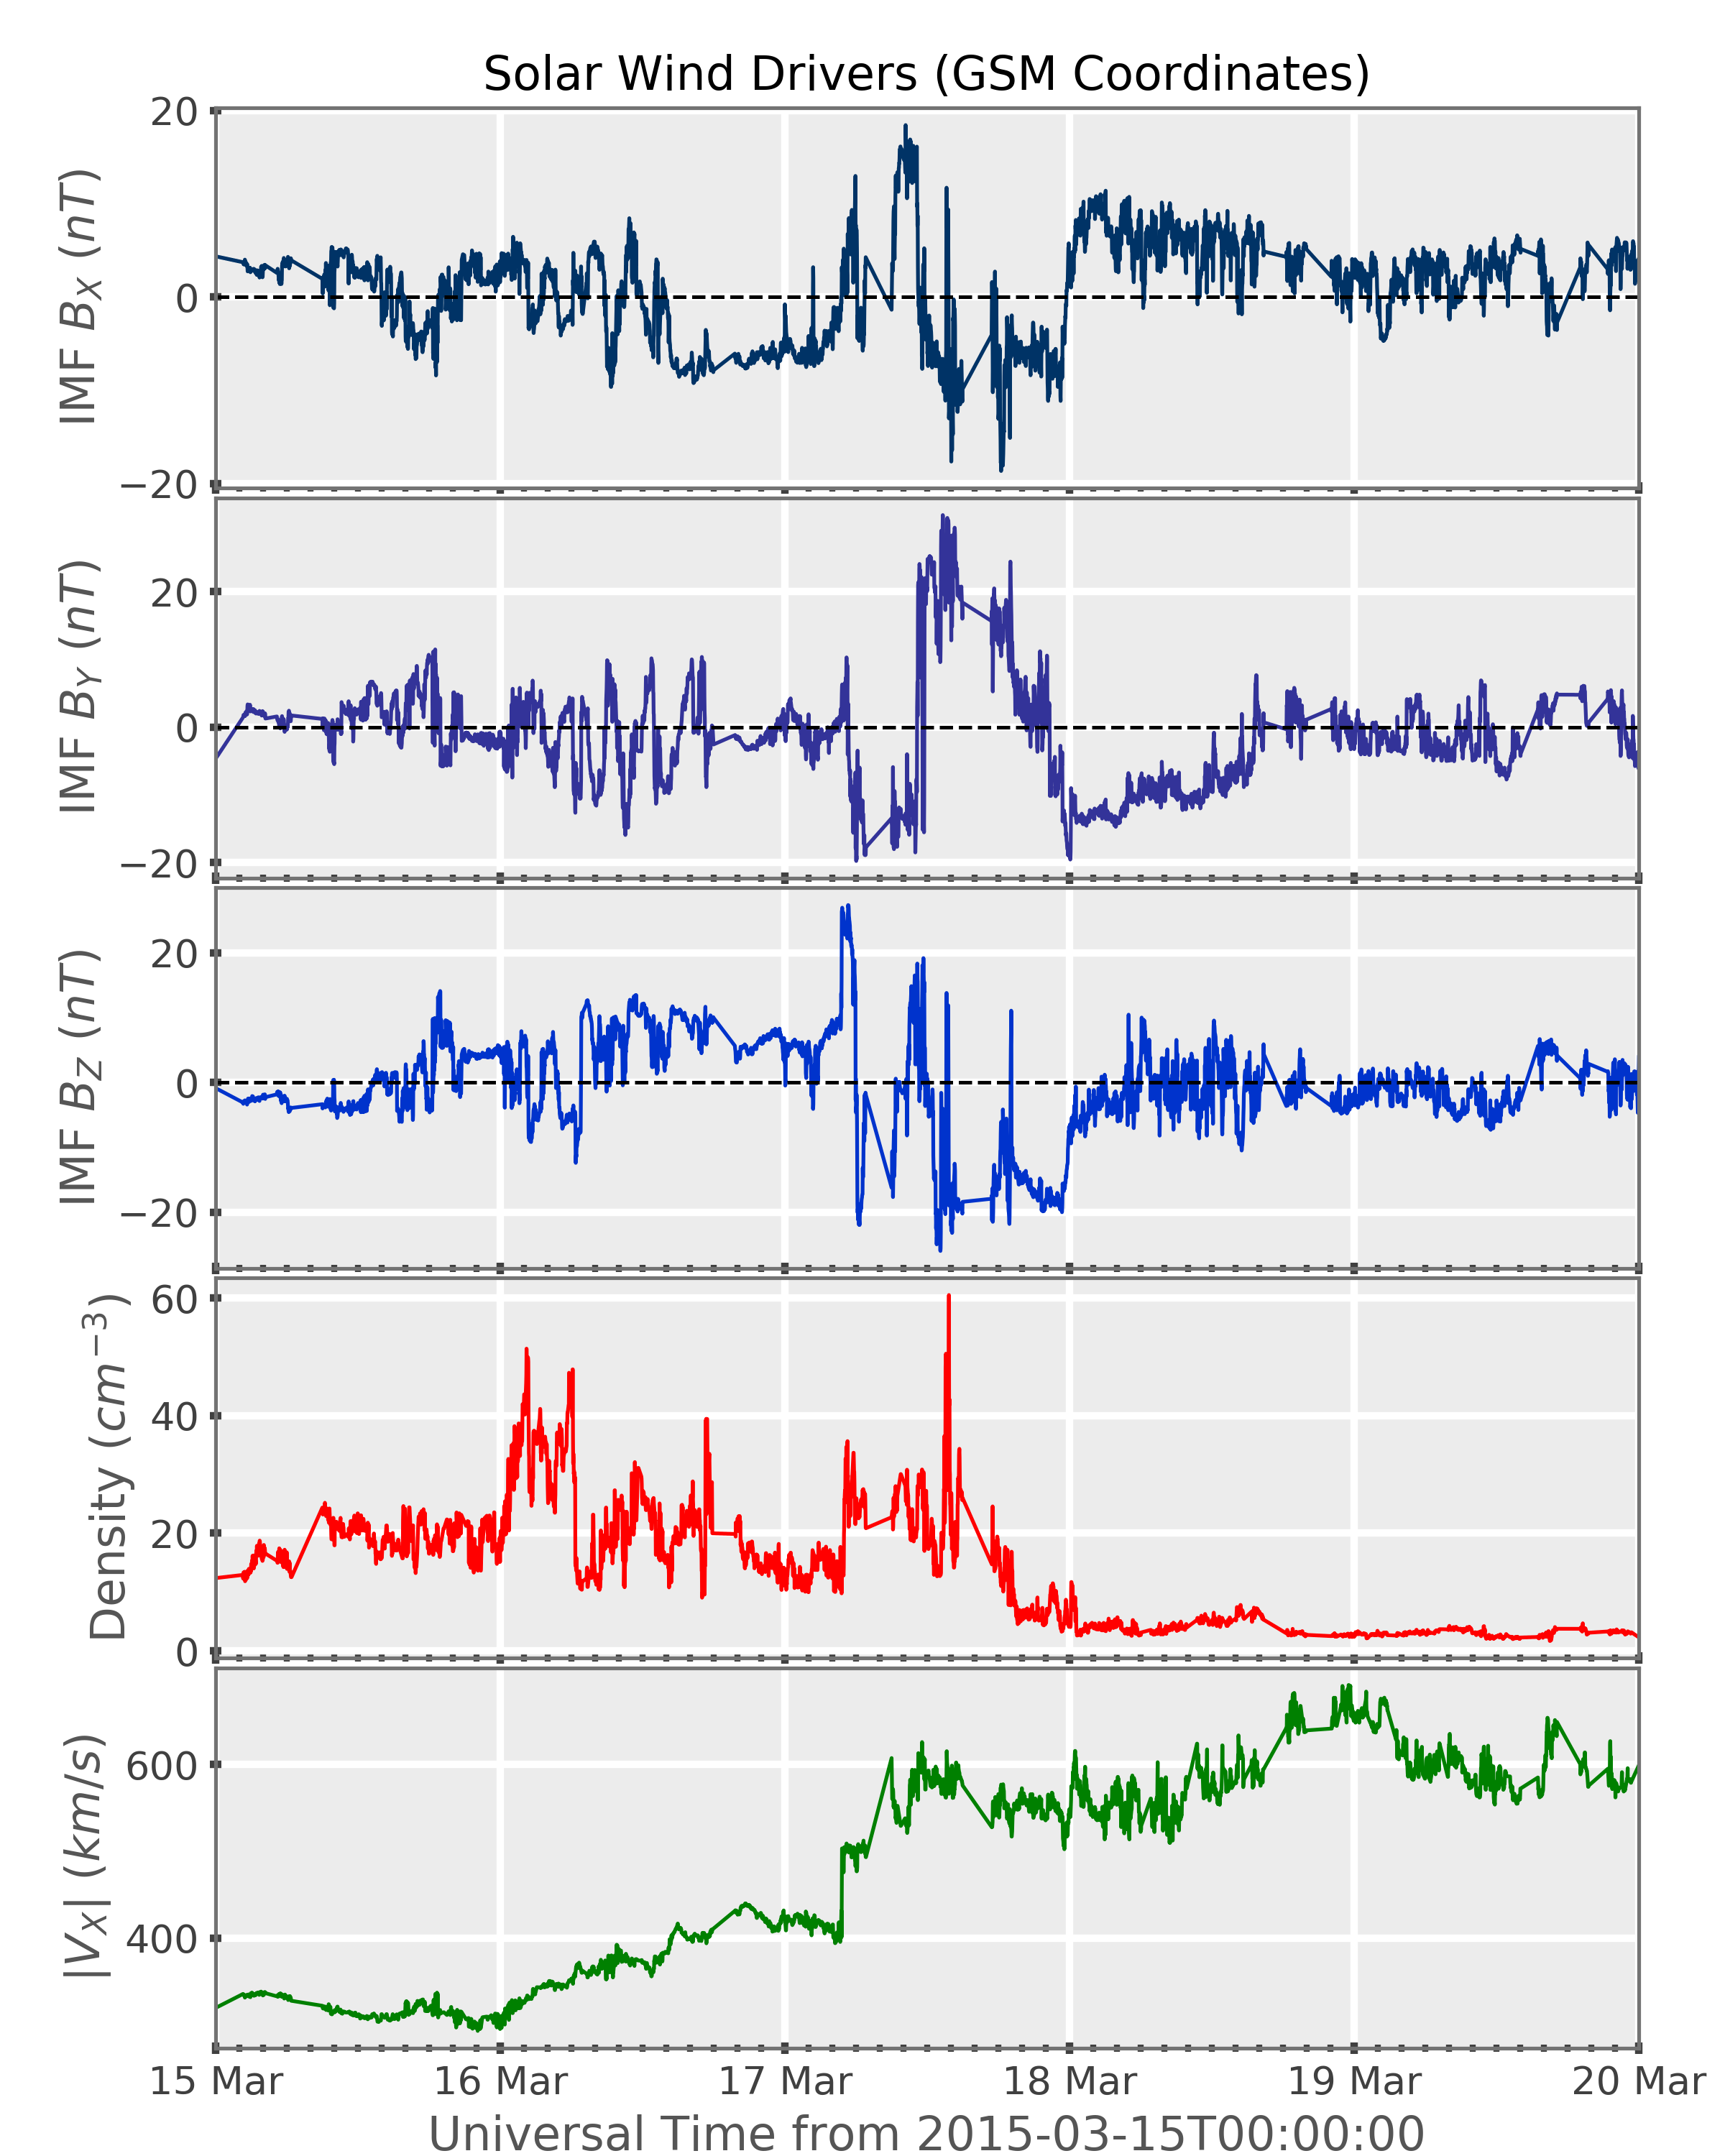 Solar Wind Drivers (GSM Coordinates)
20
IMF B_X (nT)
0
−20
20
IMF B_Y (nT)
0
−20
20
IMF B_Z (nT)
0
−20
60
40
Density (cm⁻³)
20
0
600
|V_X| (km/s)
400
15 Mar 16 Mar 17 Mar 18 Mar 19 Mar 20 Mar
Universal Time from 2015-03-15T00:00:00